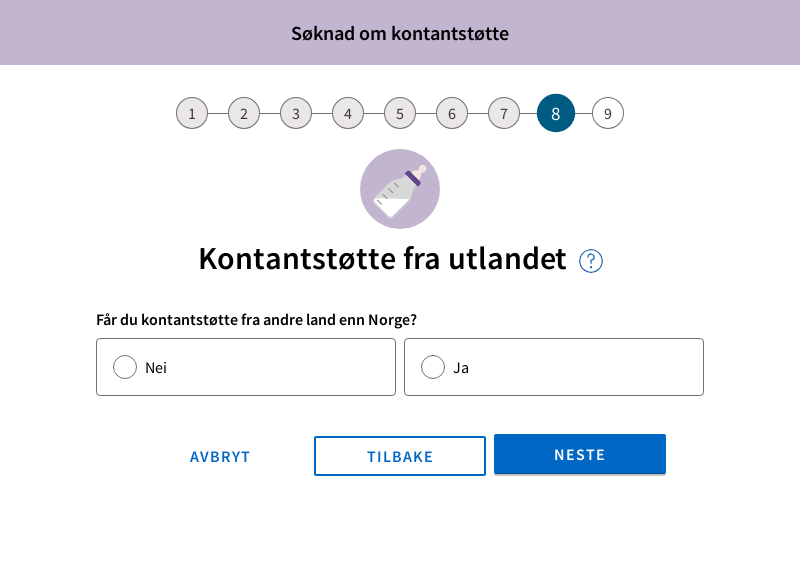 Søknad om kontantstøtte
1 2 3 4 5 6 7 8 9
Kontantstøtte fra utlandet ?
Får du kontantstøtte fra andre land enn Norge?
Nei Ja
AVBRYT TILBAKE NESTE